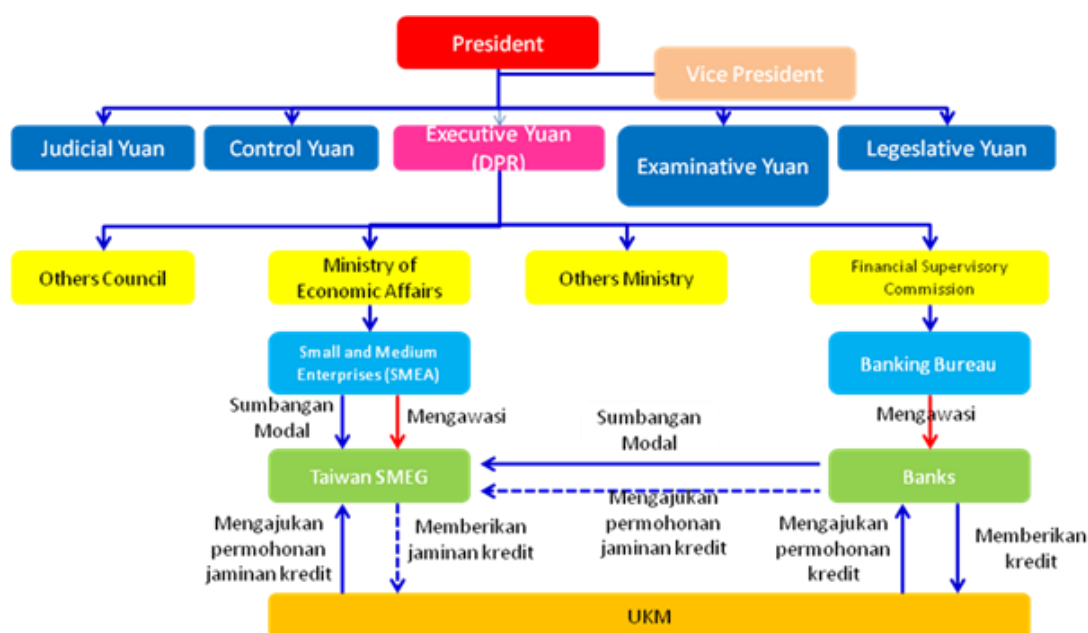 President
Vice President
Judicial Yuan
Control Yuan
Executive Yuan
(DPR)
Examinative Yuan
Legeslative Yuan
Others Council
Ministry of
Economic Affairs
Others Ministry
Financial Supervisory
Commission
Small and Medium
Enterprises (SMEA)
Banking Bureau
Sumbangan
Modal
Mengawasi
Sumbangan
Modal
Mengawasi
Taiwan SMEG
Banks
Mengajukan
permohonan
jaminan kredit
Memberikan
jaminan kredit
Mengajukan
permohonan
jaminan kredit
Mengajukan
permohonan
kredit
Memberikan
kredit
UKM